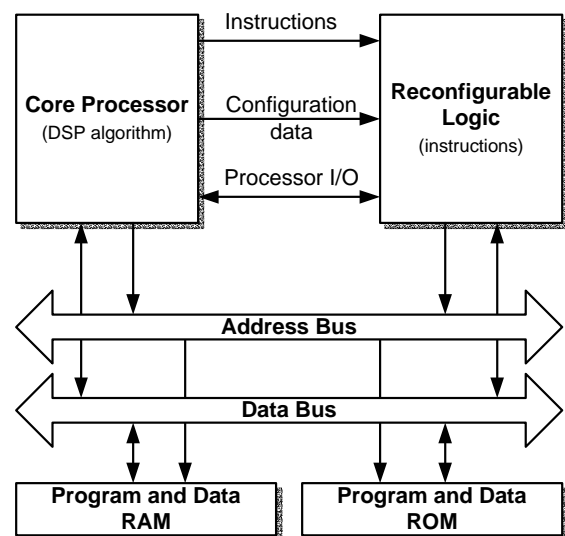 Instructions
Core Processor
(DSP algorithm)
Configuration
data
Processor I/O
Reconfigurable
Logic
(instructions)
Address Bus
Data Bus
Program and Data
RAM
Program and Data
ROM